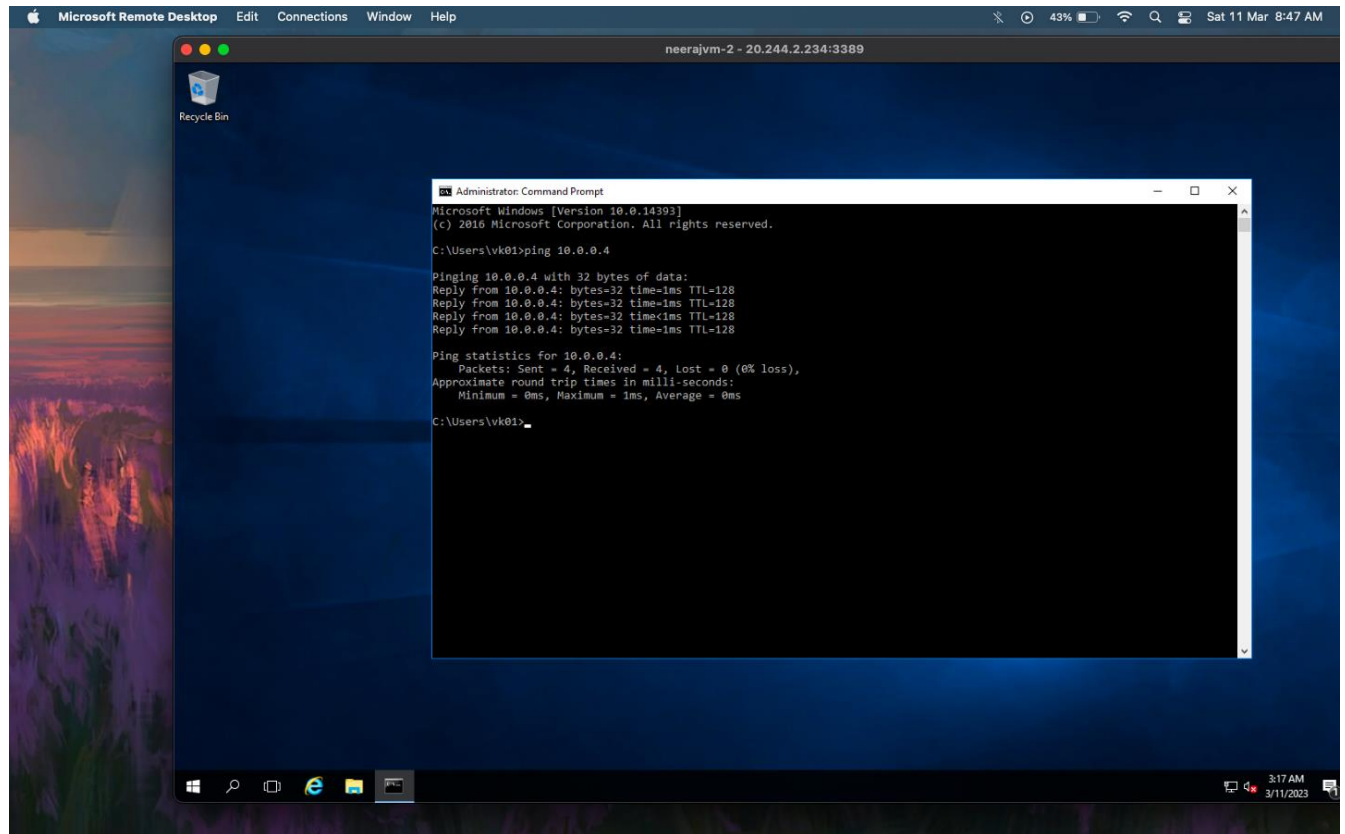 Microsoft Remote Desktop Edit Connections Window Help 43% Sat 11 Mar 8:47 AM
neerajvm-2 - 20.244.2.234:3389
Recycle Bin
Administrator: Command Prompt
Microsoft Windows [Version 10.0.14393]
(c) 2016 Microsoft Corporation. All rights reserved.
C:\Users\vk01>ping 10.0.0.4
Pinging 10.0.0.4 with 32 bytes of data:
Reply from 10.0.0.4: bytes=32 time=1ms TTL=128
Reply from 10.0.0.4: bytes=32 time=1ms TTL=128
Reply from 10.0.0.4: bytes=32 time<1ms TTL=128
Reply from 10.0.0.4: bytes=32 time=1ms TTL=128
Ping statistics for 10.0.0.4:
Packets: Sent = 4, Received = 4, Lost = 0 (0% loss),
Approximate round trip times in milli-seconds:
Minimum = 0ms, Maximum = 1ms, Average = 0ms
C:\Users\vk01>
3:17 AM
3/11/2023
1